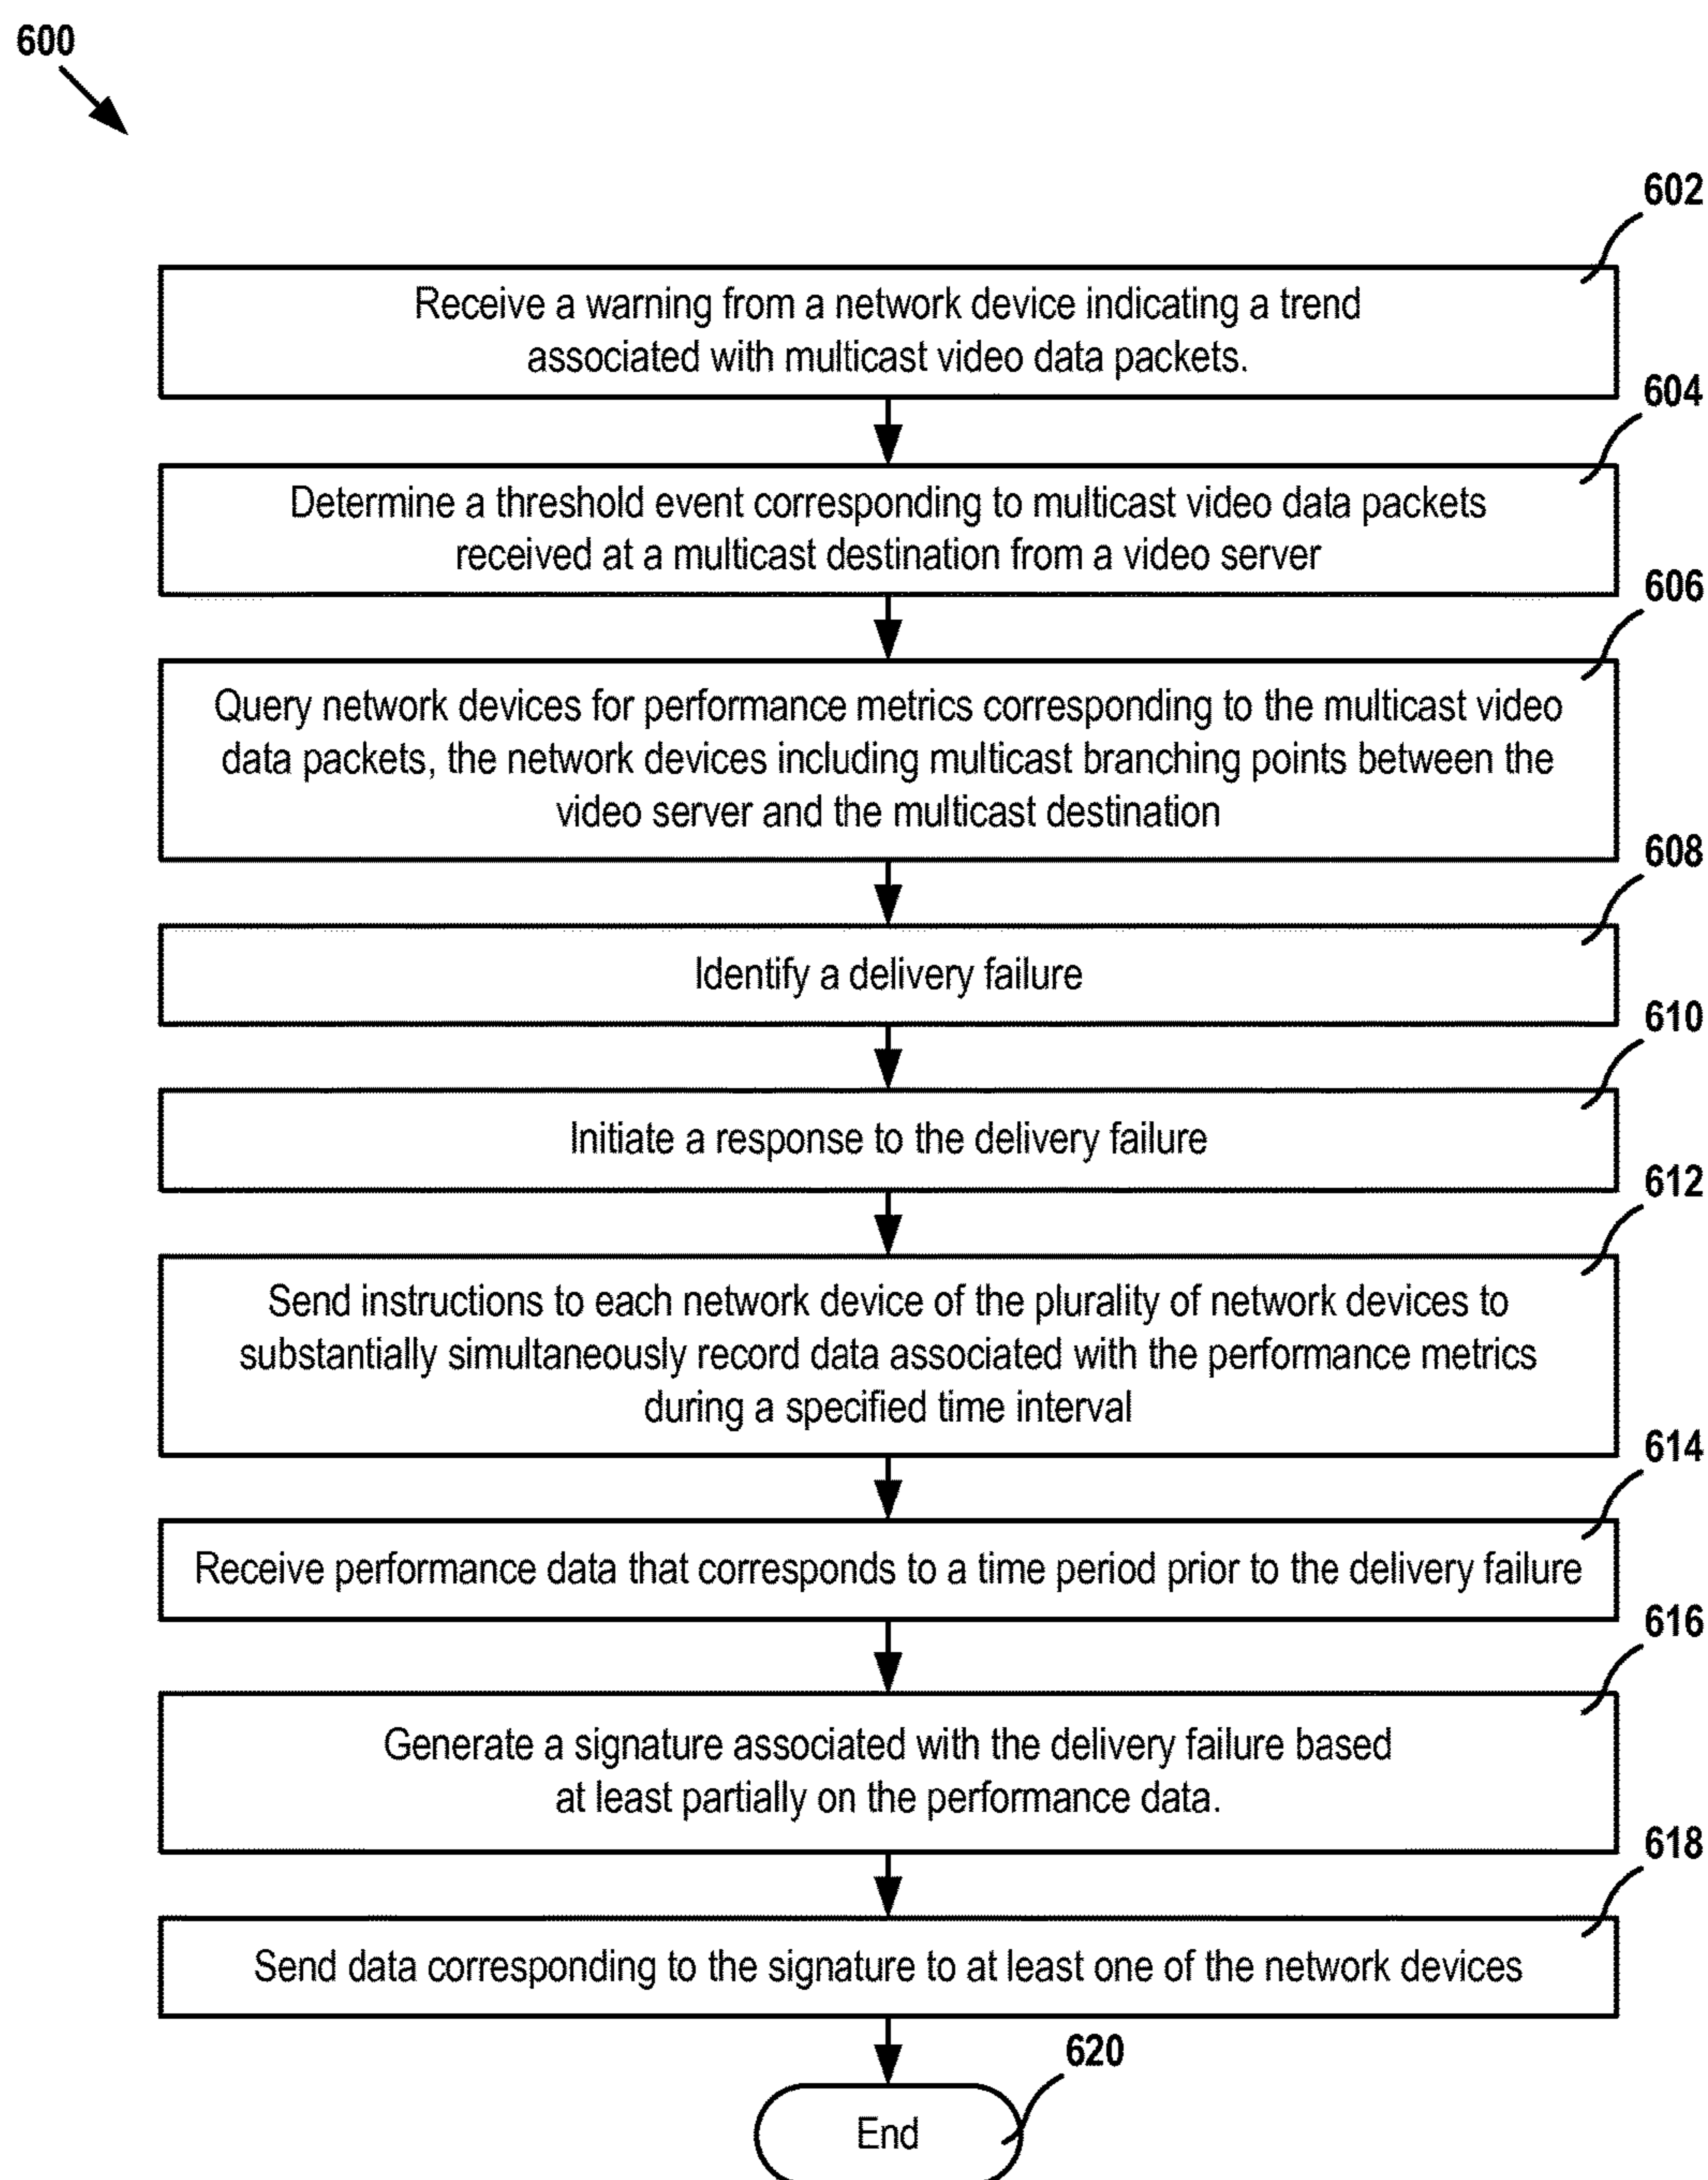 600
602
Receive a warning from a network device indicating a trend
associated with multicast video data packets.
604
Determine a threshold event corresponding to multicast video data packets
received at a multicast destination from a video server
606
Query network devices for performance metrics corresponding to the multicast video
data packets, the network devices including multicast branching points between the
video server and the multicast destination
608
Identify a delivery failure
610
Initiate a response to the delivery failure
612
Send instructions to each network device of the plurality of network devices to
substantially simultaneously record data associated with the performance metrics
during a specified time interval
614
Receive performance data that corresponds to a time period prior to the delivery failure
616
Generate a signature associated with the delivery failure based
at least partially on the performance data.
618
Send data corresponding to the signature to at least one of the network devices
620
End